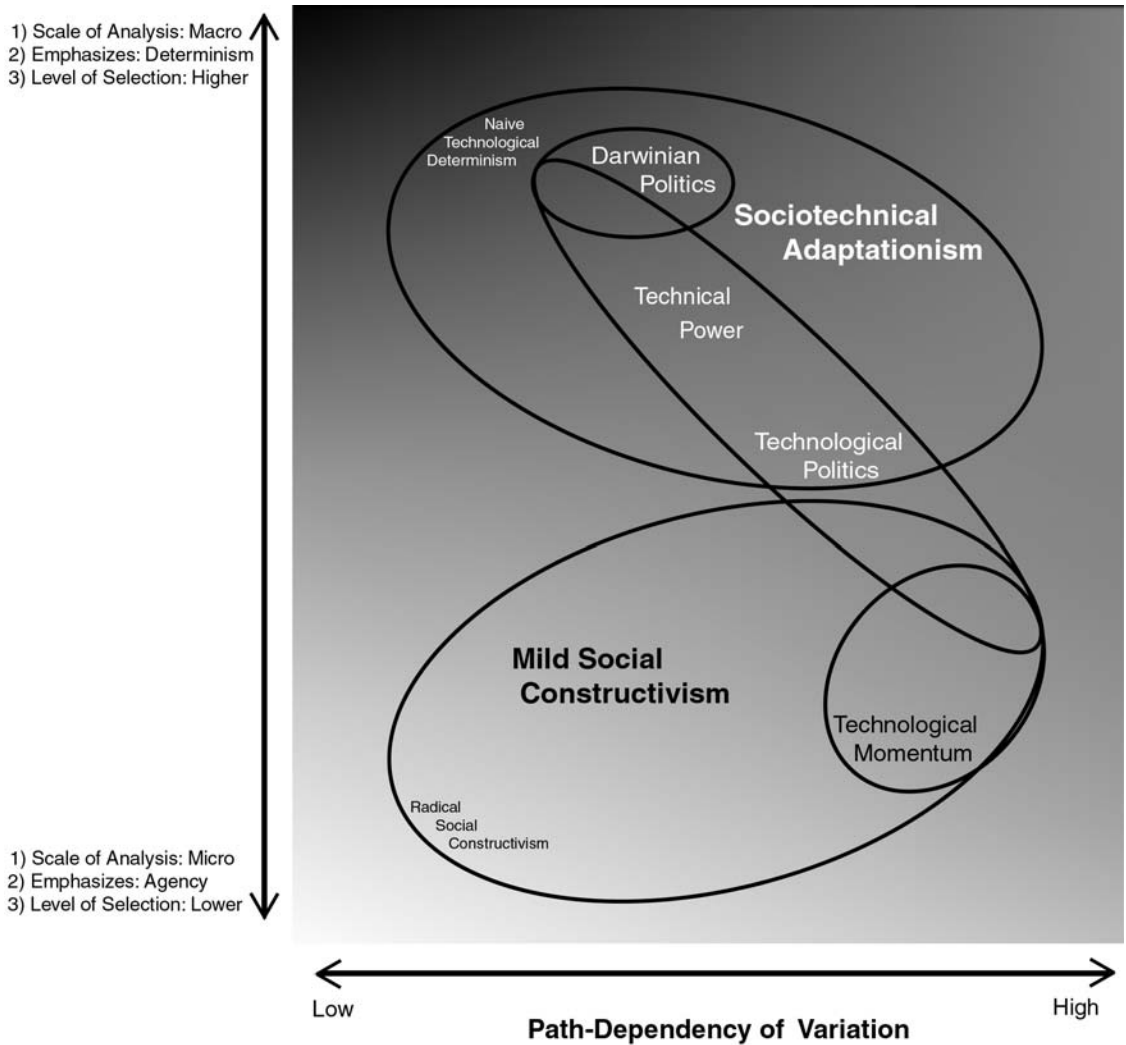 1) Scale of Analysis: Macro
2) Emphasizes: Determinism
3) Level of Selection: Higher
Naive
Technological
Determinism
Darwinian
Politics
Sociotechnical
Adaptationism
Technical
Power
Technological
Politics
Mild Social
Constructivism
Technological
Momentum
Radical
Social
Constructivism
1) Scale of Analysis: Micro
2) Emphasizes: Agency
3) Level of Selection: Lower
Low
High
Path-Dependency of Variation